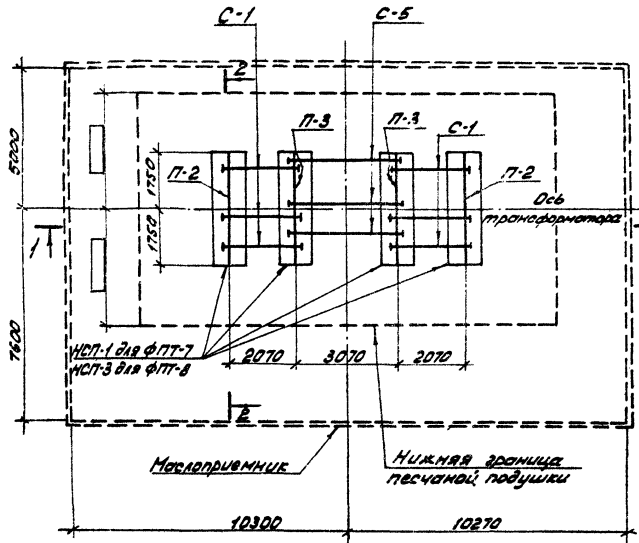 С-1
С-5
2
П-3
П-3
С-1
5000
П-2
1750
П-2
Ось
трансформатора
1750
1
7600
НСП-1 для ФПТ-7
НСП-3 для ФПТ-8
2070
3070
2070
2
Маслоприемник
Нижняя граница
песчаной подушки
10300
10270